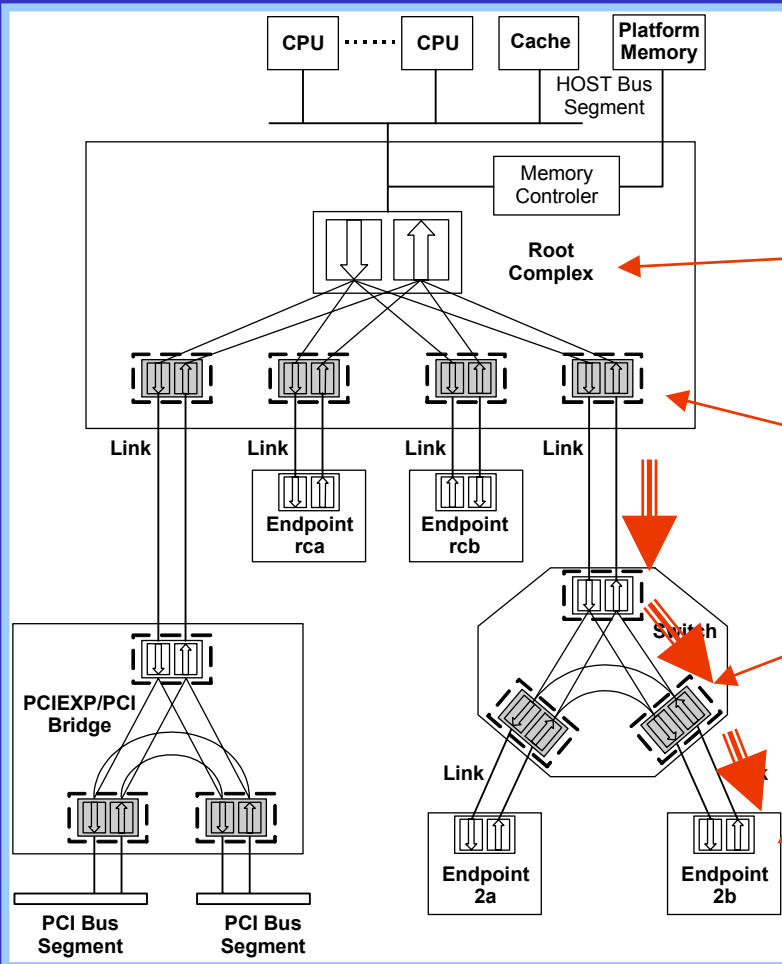 CPU
CPU
Cache
Platform
Memory
HOST Bus
Segment
Memory
Controler
Root
Complex
Link
Link
Link
Link
Endpoint
rca
Endpoint
rcb
Switch
PCIEXP/PCI
Bridge
Link
k
Endpoint
2a
Endpoint
2b
PCI Bus
Segment
PCI Bus
Segment